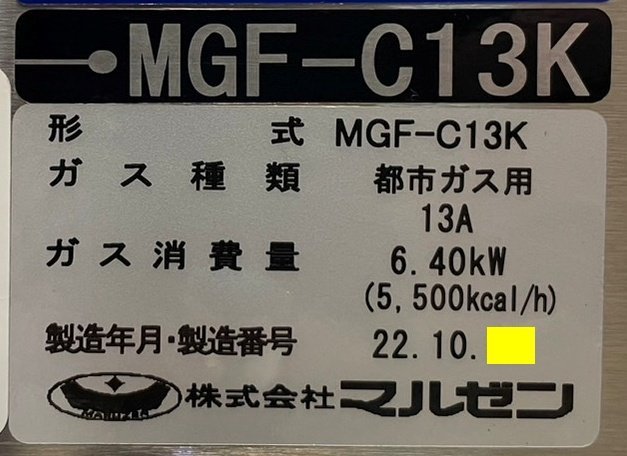 MGF-C13K
形式 MGF-C13K
ガス種類 都市ガス用
13A
ガス消費量 6.40kW
(5,500kcal/h)
製造年月・製造番号 22.10.
MARUZEN 株式会社マルゼン